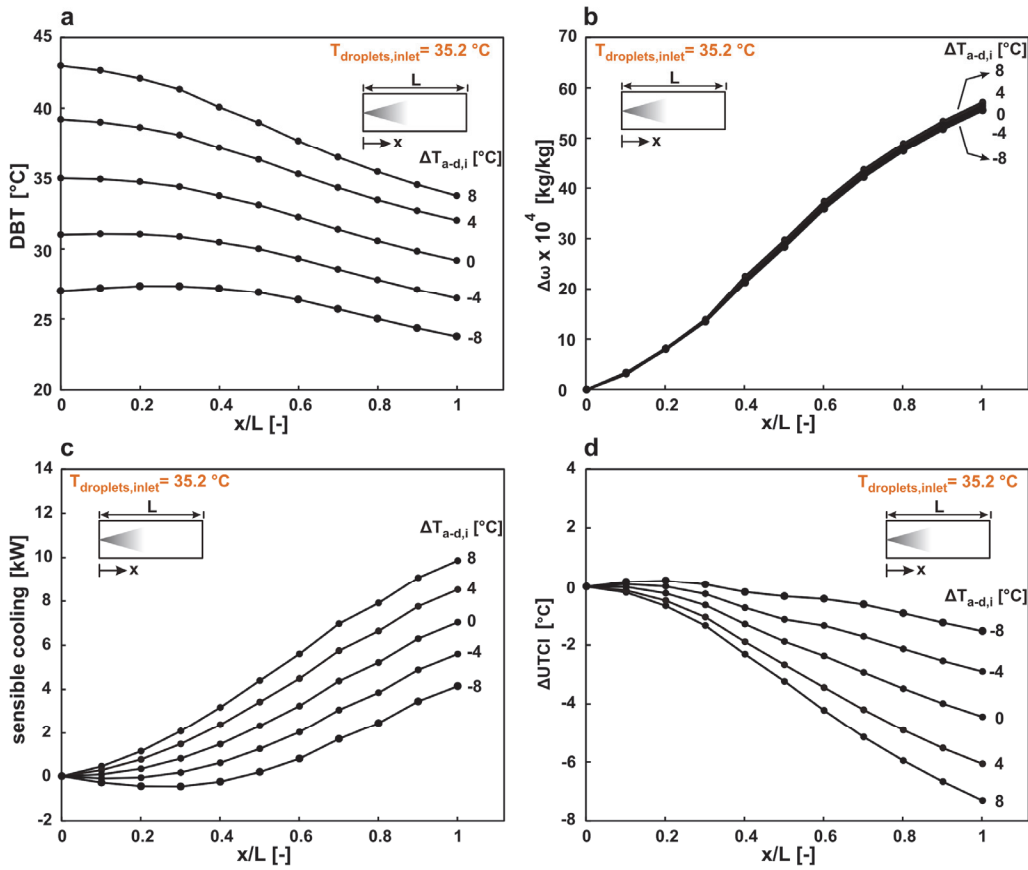 a
T_droplets,inlet = 35.2 °C
L
x
ΔT_a-d,i [°C]
8
4
0
-4
-8
DBT [°C]
45
40
35
30
25
20
0 0.2 0.4 0.6 0.8 1
x/L [-]
b
T_droplets,inlet = 35.2 °C
L
x
ΔT_a-d,i [°C]
8
4
0
-4
-8
Δω x 10⁴ [kg/kg]
70
60
50
40
30
20
10
0
0 0.2 0.4 0.6 0.8 1
x/L [-]
c
T_droplets,inlet = 35.2 °C
L
x
ΔT_a-d,i [°C]
8
4
0
-4
-8
sensible cooling [kW]
14
12
10
8
6
4
2
0
-2
0 0.2 0.4 0.6 0.8 1
x/L [-]
d
T_droplets,inlet = 35.2 °C
L
x
ΔT_a-d,i [°C]
-8
-4
0
4
8
ΔUTCI [°C]
4
2
0
-2
-4
-6
-8
0 0.2 0.4 0.6 0.8 1
x/L [-]